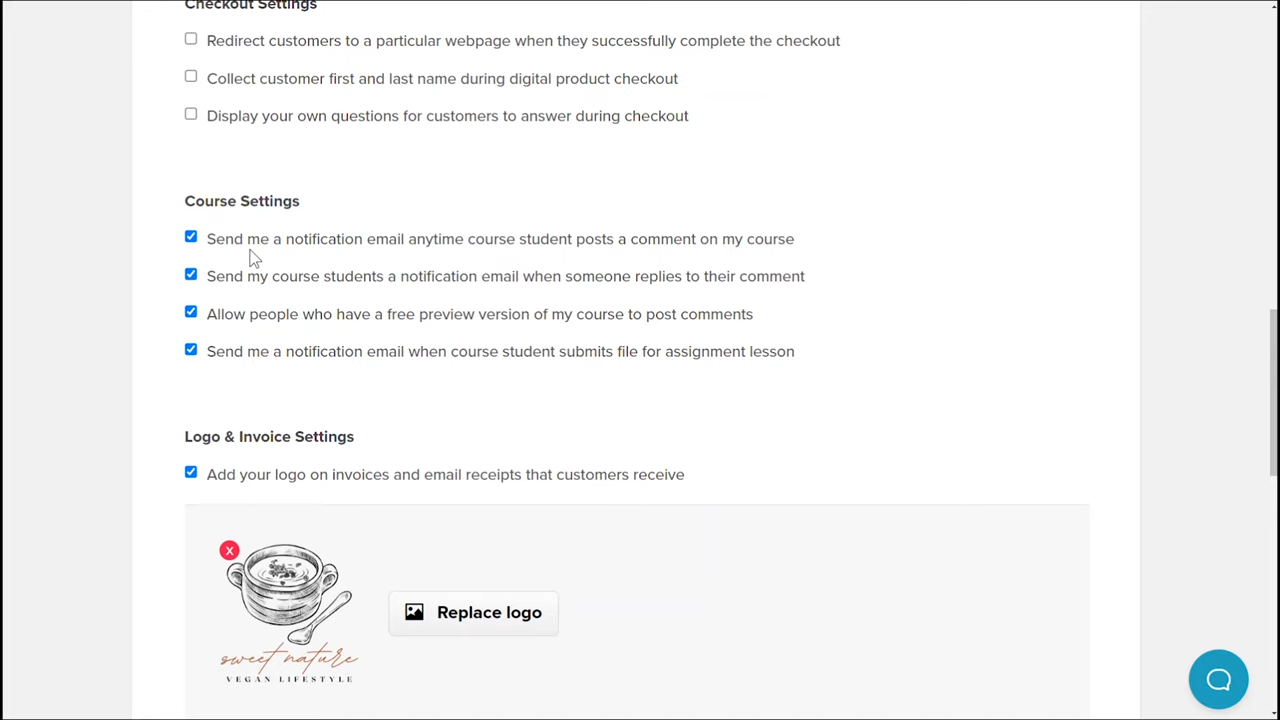 Checkout Settings
Redirect customers to a particular webpage when they successfully complete the checkout
Collect customer first and last name during digital product checkout
Display your own questions for customers to answer during checkout
Course Settings
Send me a notification email anytime course student posts a comment on my course
Send my course students a notification email when someone replies to their comment
Allow people who have a free preview version of my course to post comments
Send me a notification email when course student submits file for assignment lesson
Logo & Invoice Settings
Add your logo on invoices and email receipts that customers receive
X
Replace logo
sweet nature
VEGAN LIFESTYLE